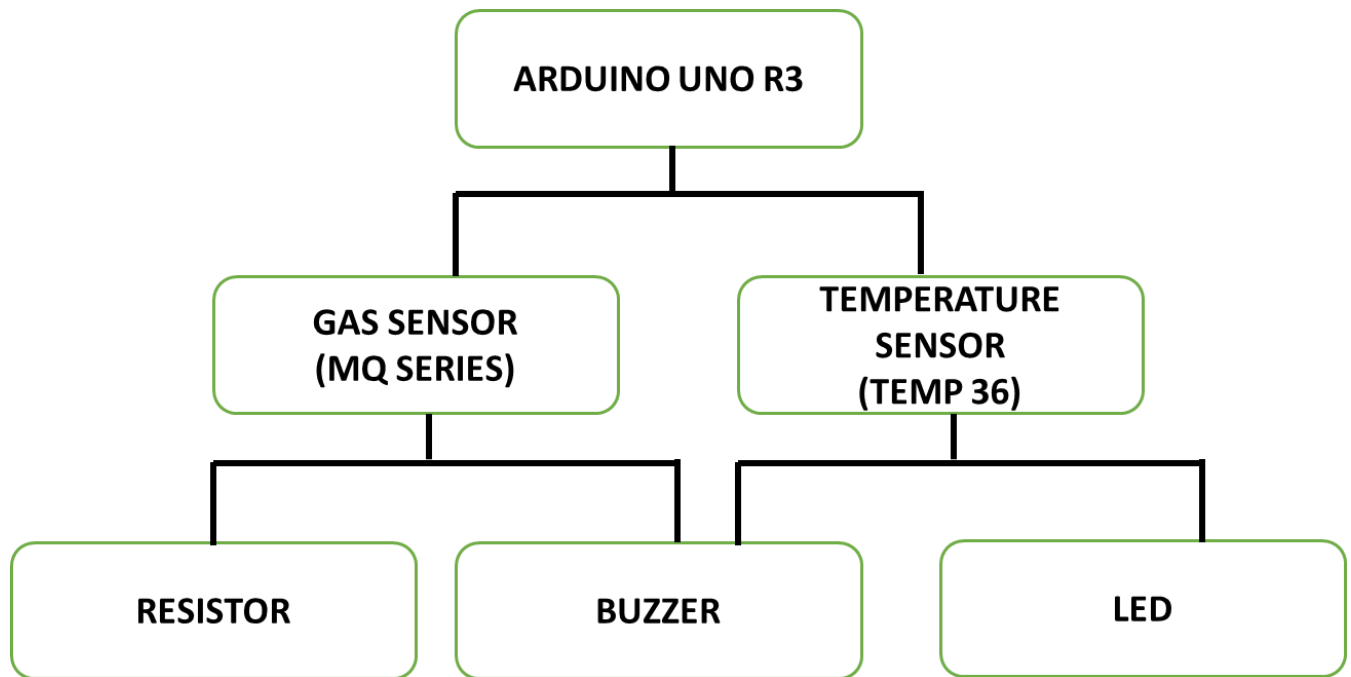 ARDUINO UNO R3
GAS SENSOR
(MQ SERIES)
TEMPERATURE
SENSOR
(TEMP 36)
RESISTOR
BUZZER
LED